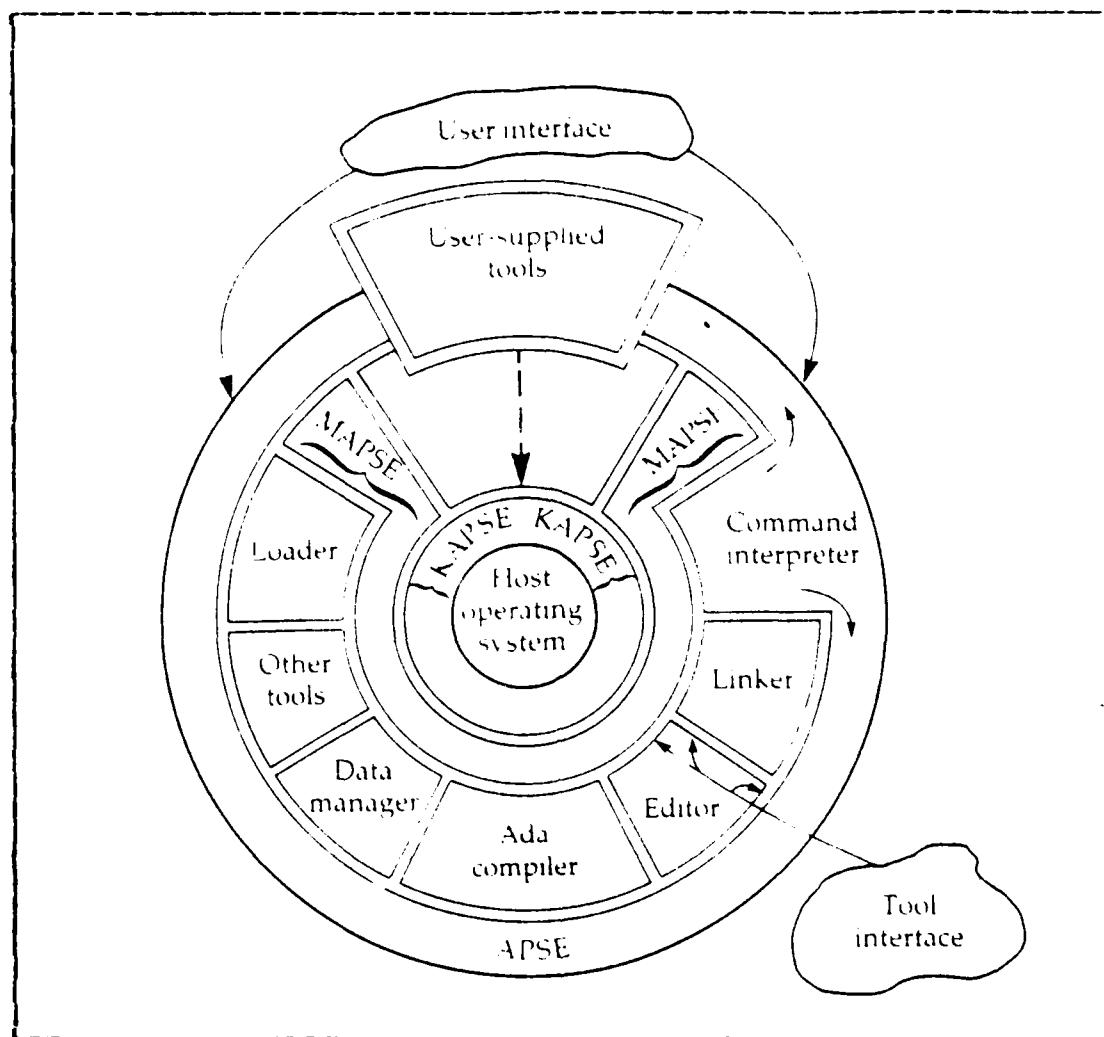 User interface
User-supplied
tools
MAPSE
MAPSE
KAPSE KAPSE
Host
operating
system
Loader
Command
interpreter
Other
tools
Linker
Data
manager
Editor
Ada
compiler
Tool
interface
APSE